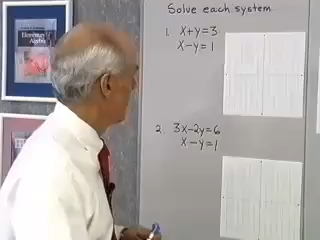 Elementary
Algebra
Solve each system
1. x+y=3
x-y=1
2. 3x-2y=6
x-y=1